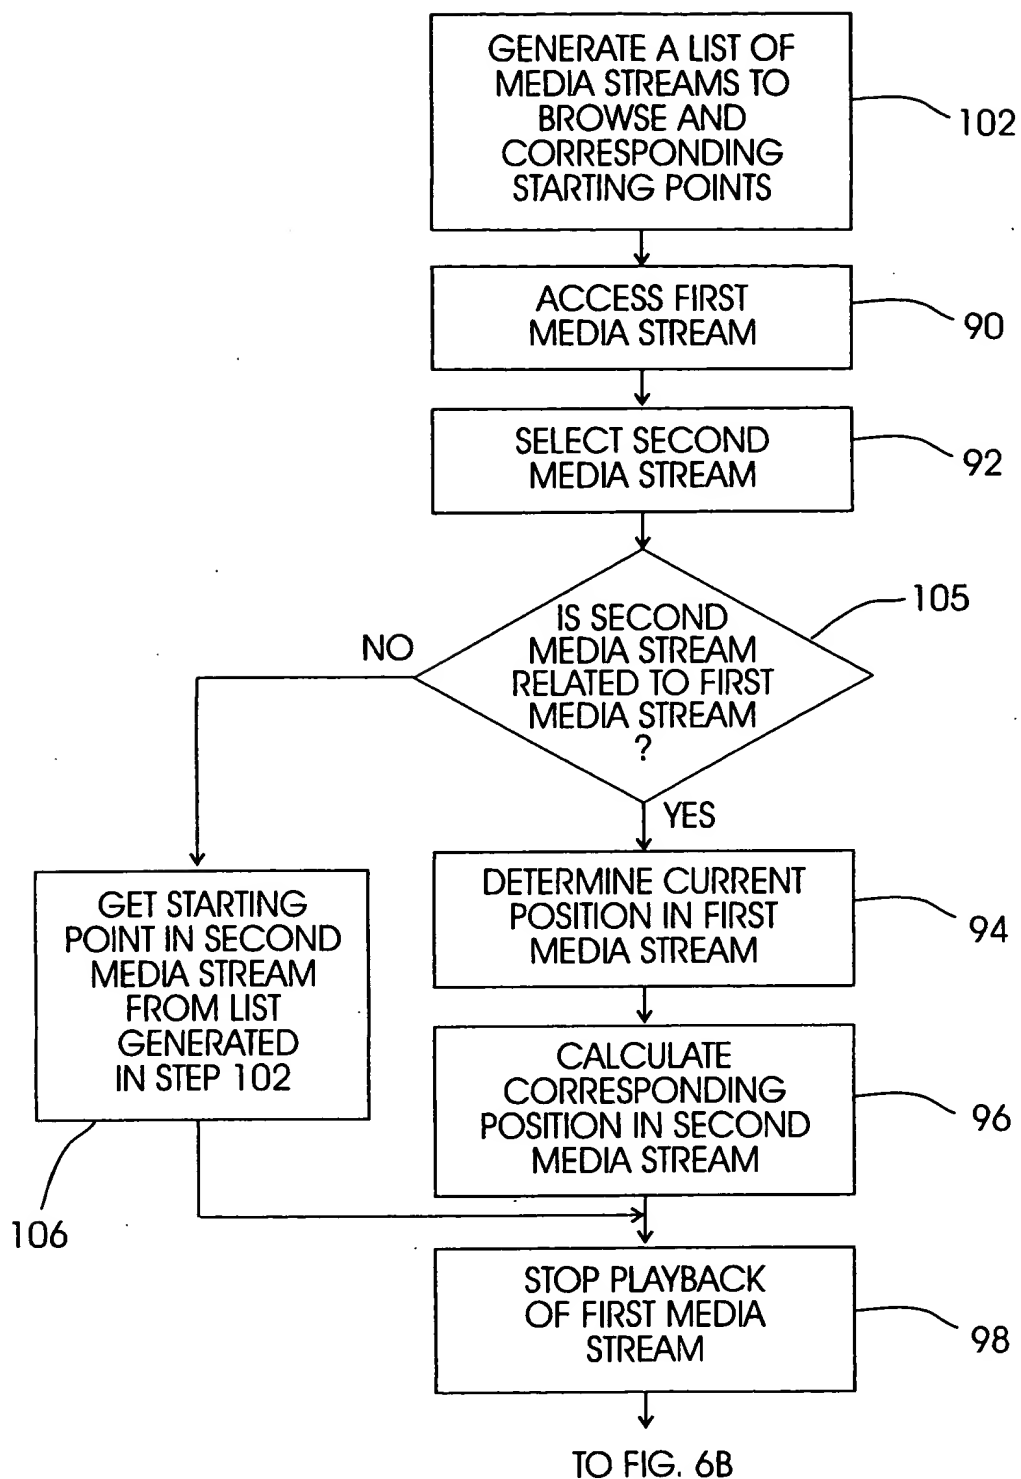 GENERATE A LIST OF
MEDIA STREAMS TO
BROWSE AND
CORRESPONDING
STARTING POINTS
102
ACCESS FIRST
MEDIA STREAM
90
SELECT SECOND
MEDIA STREAM
92
IS SECOND
MEDIA STREAM
RELATED TO FIRST
MEDIA STREAM
?
105
NO
YES
GET STARTING
POINT IN SECOND
MEDIA STREAM
FROM LIST
GENERATED
IN STEP 102
106
DETERMINE CURRENT
POSITION IN FIRST
MEDIA STREAM
94
CALCULATE
CORRESPONDING
POSITION IN SECOND
MEDIA STREAM
96
STOP PLAYBACK
OF FIRST MEDIA
STREAM
98
TO FIG. 6B